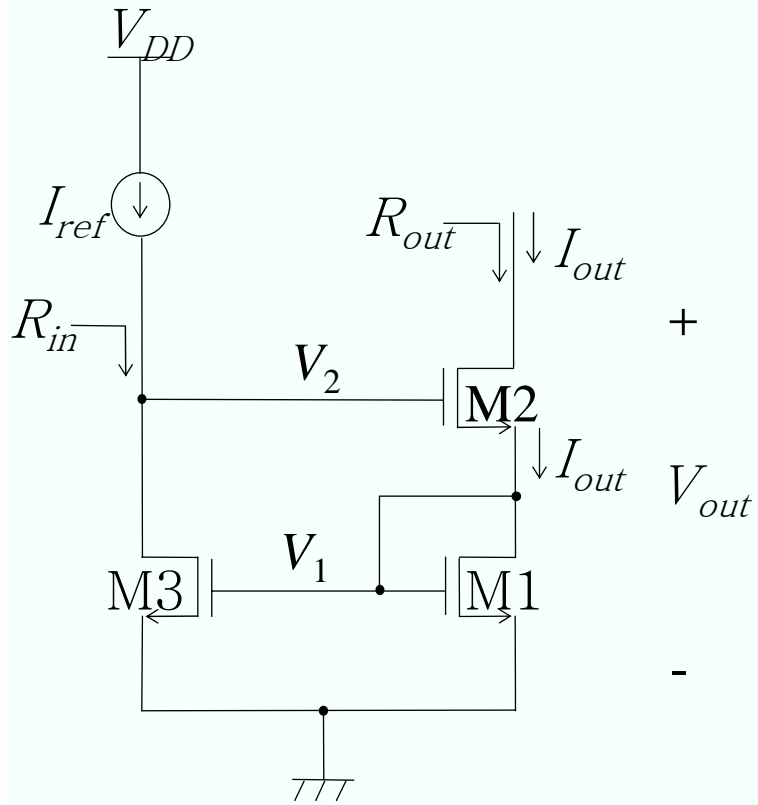 V_DD
I_ref
R_out
I_out
R_in
+
V_2
M2
I_out
V_out
V_1
M3
M1
-